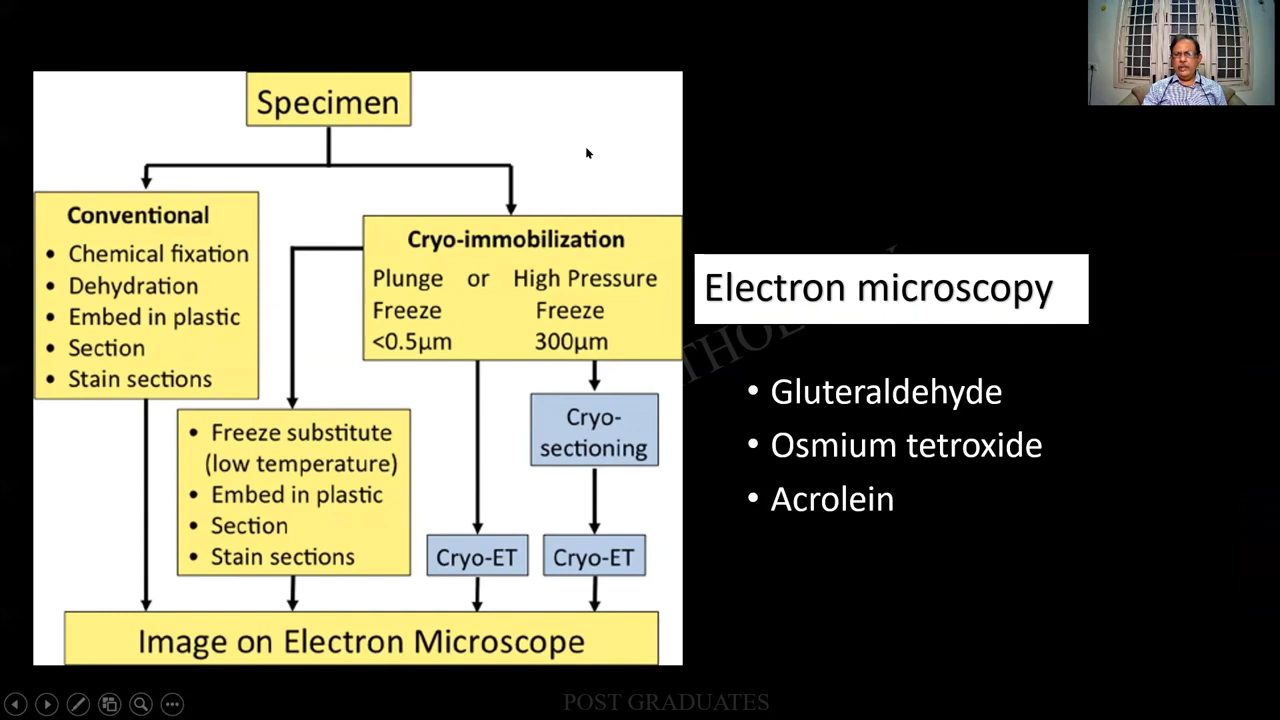 Specimen
Conventional
• Chemical fixation
• Dehydration
• Embed in plastic
• Section
• Stain sections
Cryo-immobilization
Plunge or High Pressure
Freeze Freeze
<0.5μm 300μm
• Freeze substitute
(low temperature)
• Embed in plastic
• Section
• Stain sections
Cryo-
sectioning
Cryo-ET Cryo-ET
Image on Electron Microscope
Electron microscopy
• Gluteraldehyde
• Osmium tetroxide
• Acrolein
POST GRADUATES